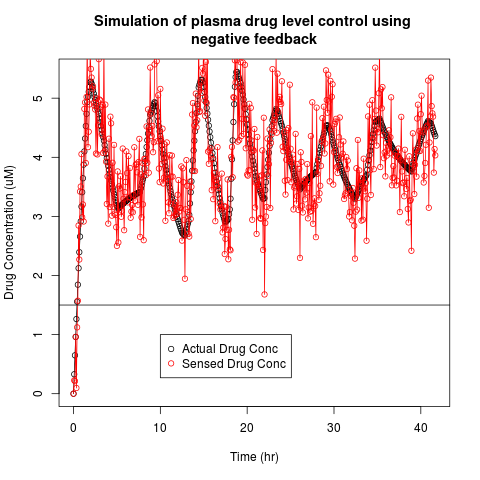 Simulation of plasma drug level control using
negative feedback
Drug Concentration (uM)
5
4
3
2
1
0
Actual Drug Conc
Sensed Drug Conc
0 10 20 30 40
Time (hr)